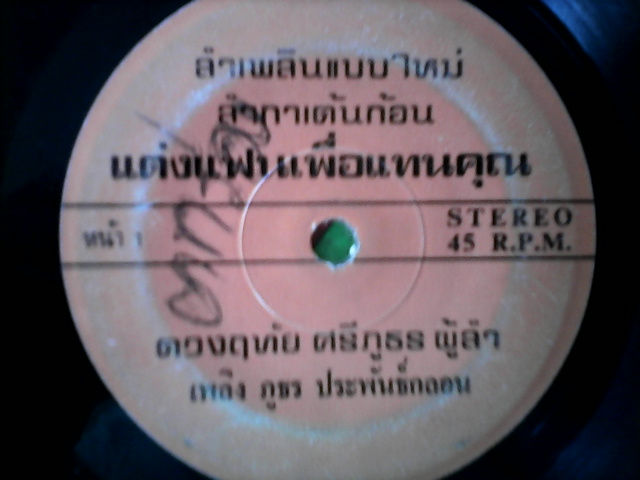 ลำเพลินแบบใหม่
ลำกาเต้นก้อน
แต่งแฟนเพื่อแทนคุณ
หน้า 1
STEREO
45 R.P.M.
ดวงฤทัย ศรีภูธร ผู้ลำ
เพลิง ภูธร ประพันธ์กลอน